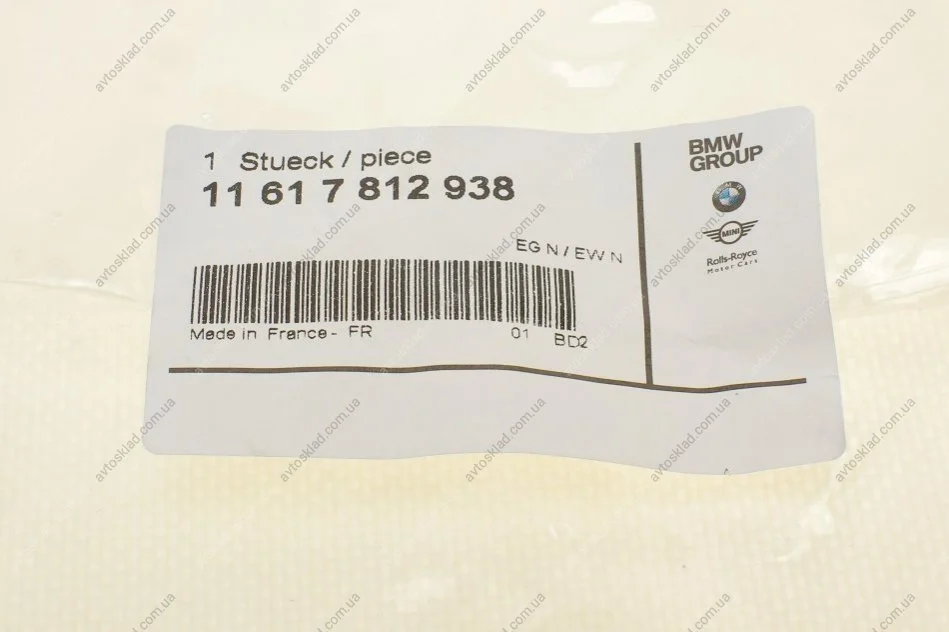 1 Stueck / piece
11 61 7 812 938
EG N / EW N
Made in France - FR
01 BD2
BMW
GROUP
MINI
Rolls-Royce
Motor Cars
avtosklad.com.ua